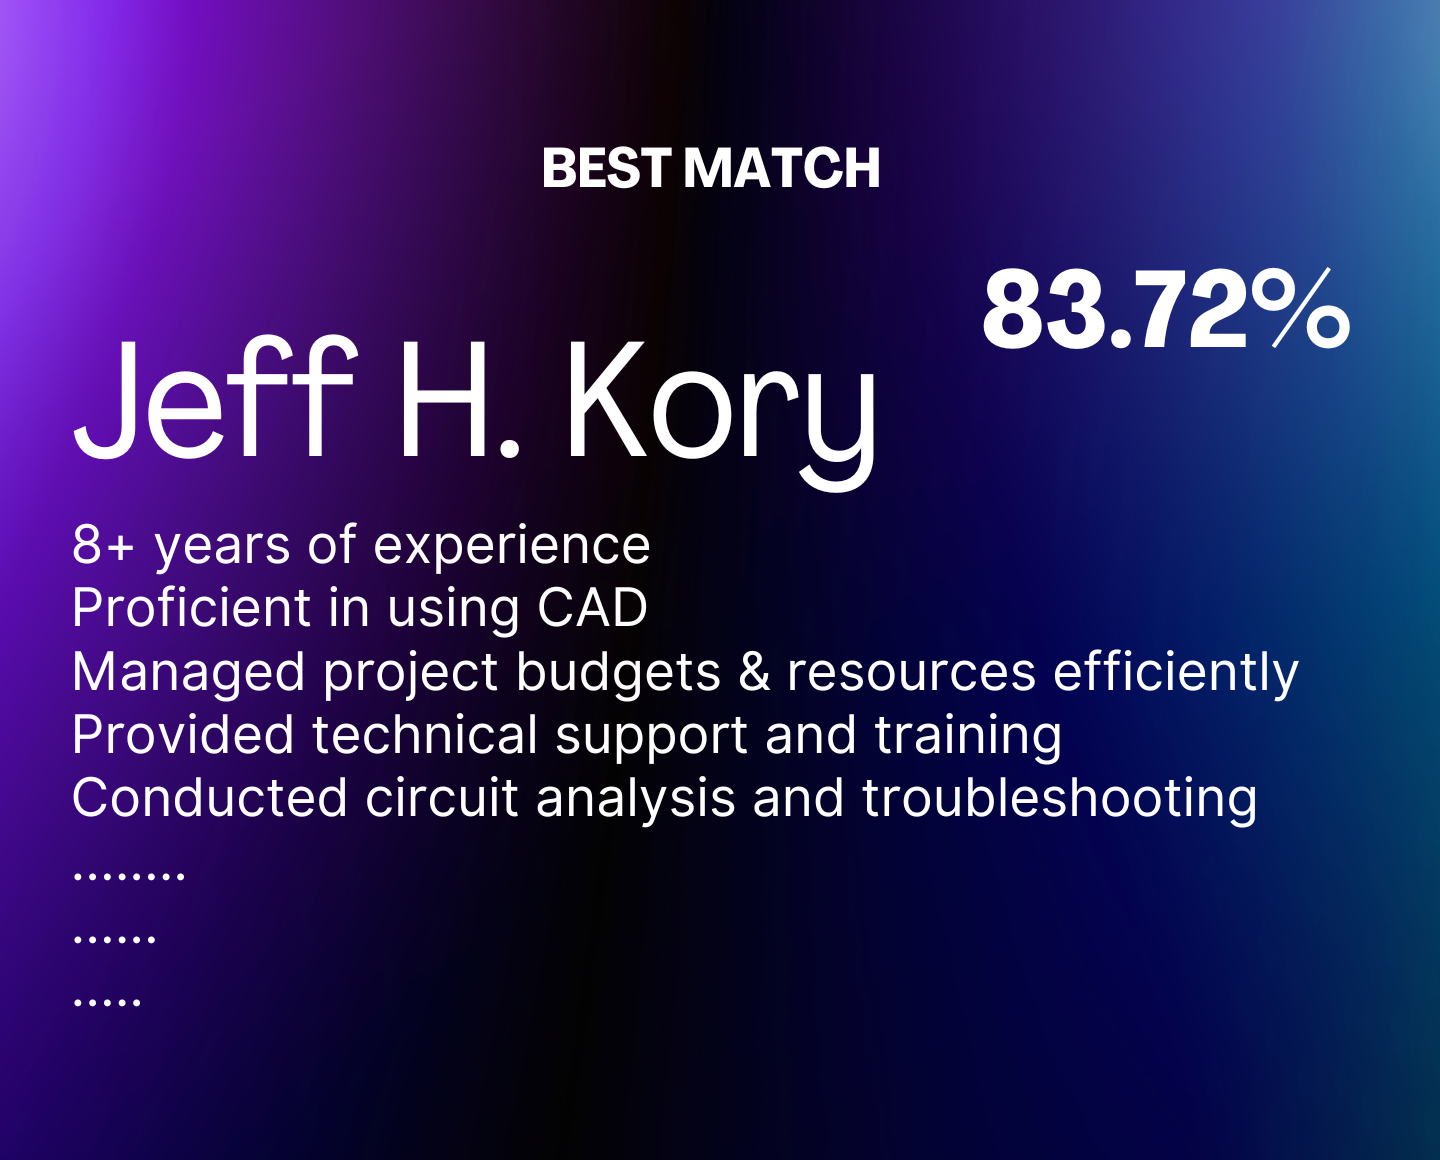 BEST MATCH
83.72%
Jeff H. Kory
8+ years of experience
Proficient in using CAD
Managed project budgets & resources efficiently
Provided technical support and training
Conducted circuit analysis and troubleshooting
........
......
.....